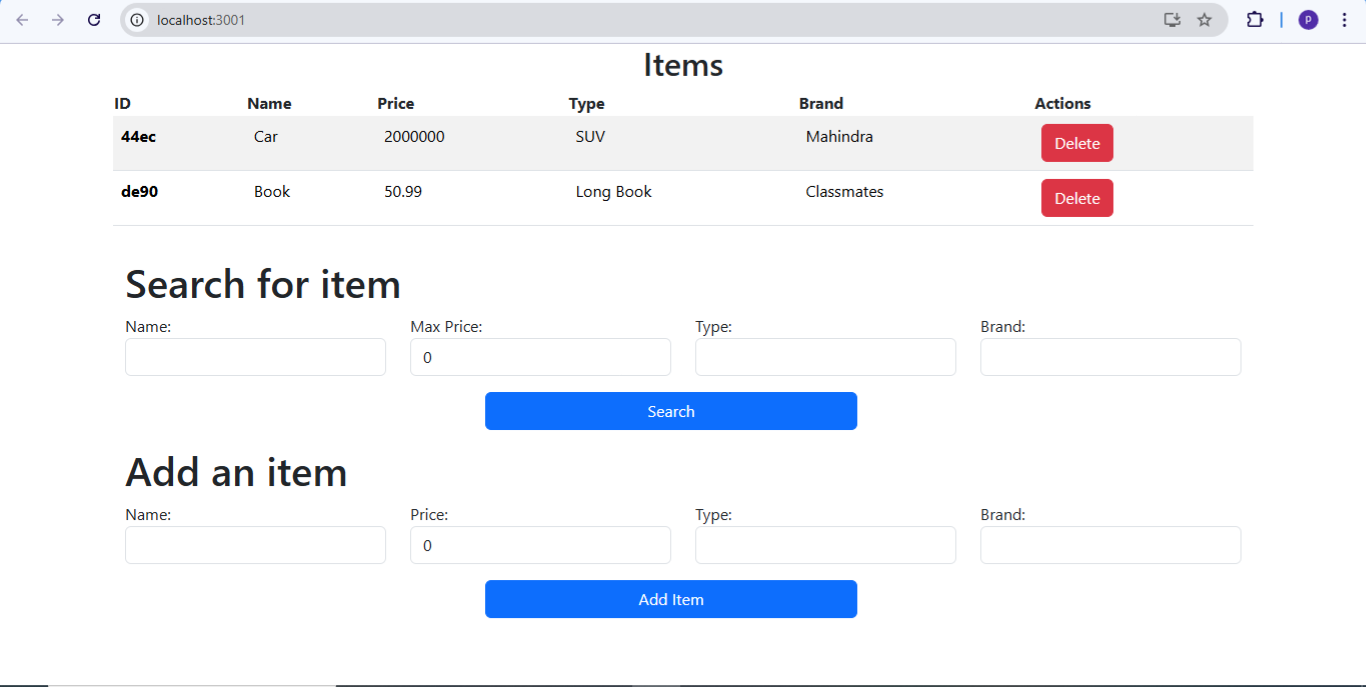 localhost:3001
P
Items
ID Name Price Type Brand Actions
44ec Car 2000000 SUV Mahindra Delete
de90 Book 50.99 Long Book Classmates Delete
Search for item
Name: Max Price: Type: Brand:
0
Search
Add an item
Name: Price: Type: Brand:
0
Add Item